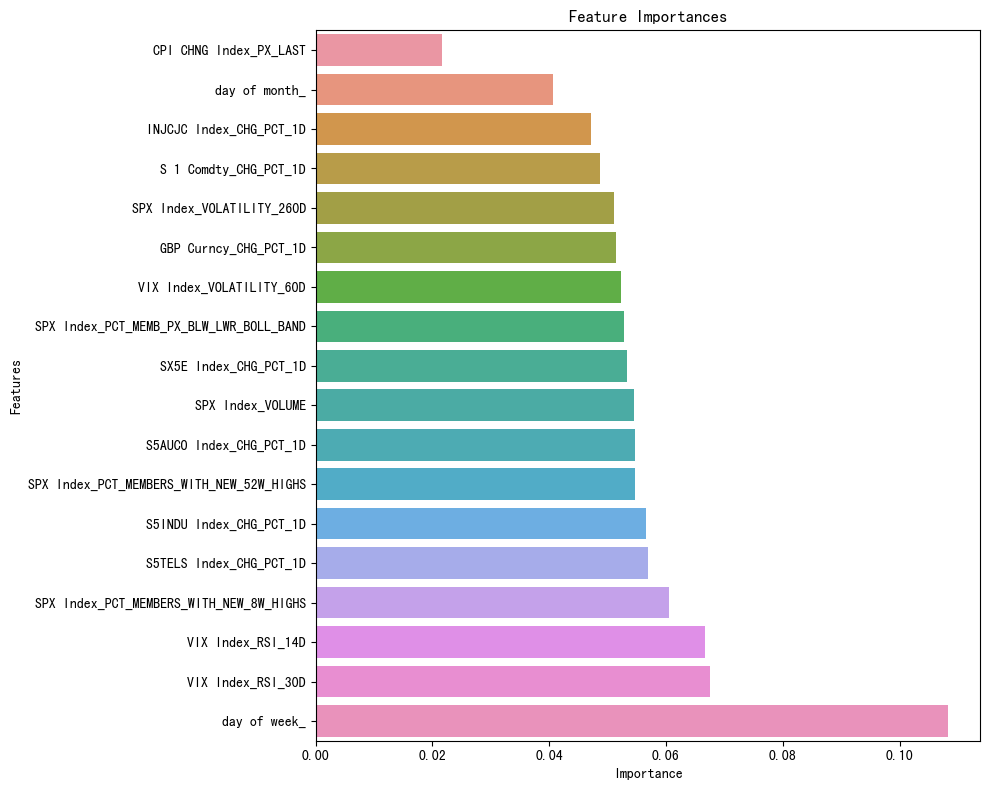 Feature Importances
CPI CHNG Index_PX_LAST
day of month_
INJCJC Index_CHG_PCT_1D
S 1 Comdty_CHG_PCT_1D
SPX Index_VOLATILITY_260D
GBP Curncy_CHG_PCT_1D
VIX Index_VOLATILITY_60D
SPX Index_PCT_MEMB_PX_BLW_LWR_BOLL_BAND
SX5E Index_CHG_PCT_1D
SPX Index_VOLUME
S5AUCO Index_CHG_PCT_1D
SPX Index_PCT_MEMBERS_WITH_NEW_52W_HIGHS
S5INDU Index_CHG_PCT_1D
S5TELS Index_CHG_PCT_1D
SPX Index_PCT_MEMBERS_WITH_NEW_8W_HIGHS
VIX Index_RSI_14D
VIX Index_RSI_30D
day of week_
Features
0.00 0.02 0.04 0.06 0.08 0.10
Importance